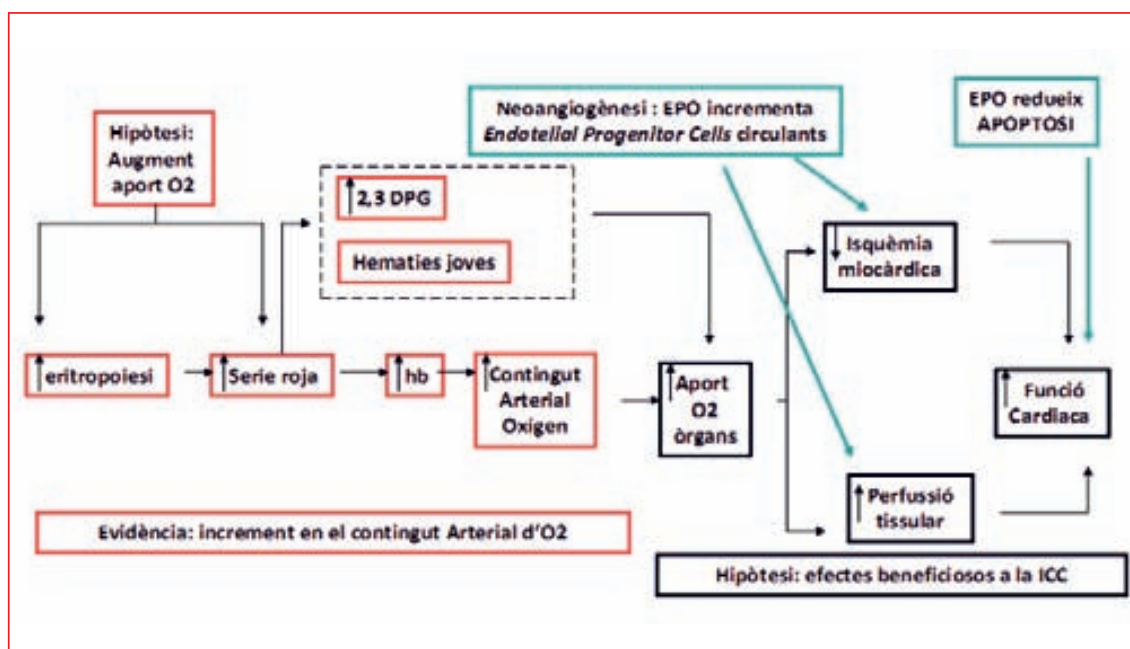 Hipòtesi:
Augment
aport O2
Neoangiogènesi : EPO incrementa
Endotelial Progenitor Cells circulants
EPO redueix
APOPTOSI
2,3 DPG
Hematies joves
Isquèmia
miocàrdica
eritropoiesi
Serie roja
hb
Contingut
Arterial
Oxigen
Aport
O2
òrgans
Funció
Cardiaca
Perfussió
tissular
Evidència: increment en el contingut Arterial d'O2
Hipòtesi: efectes beneficiosos a la ICC